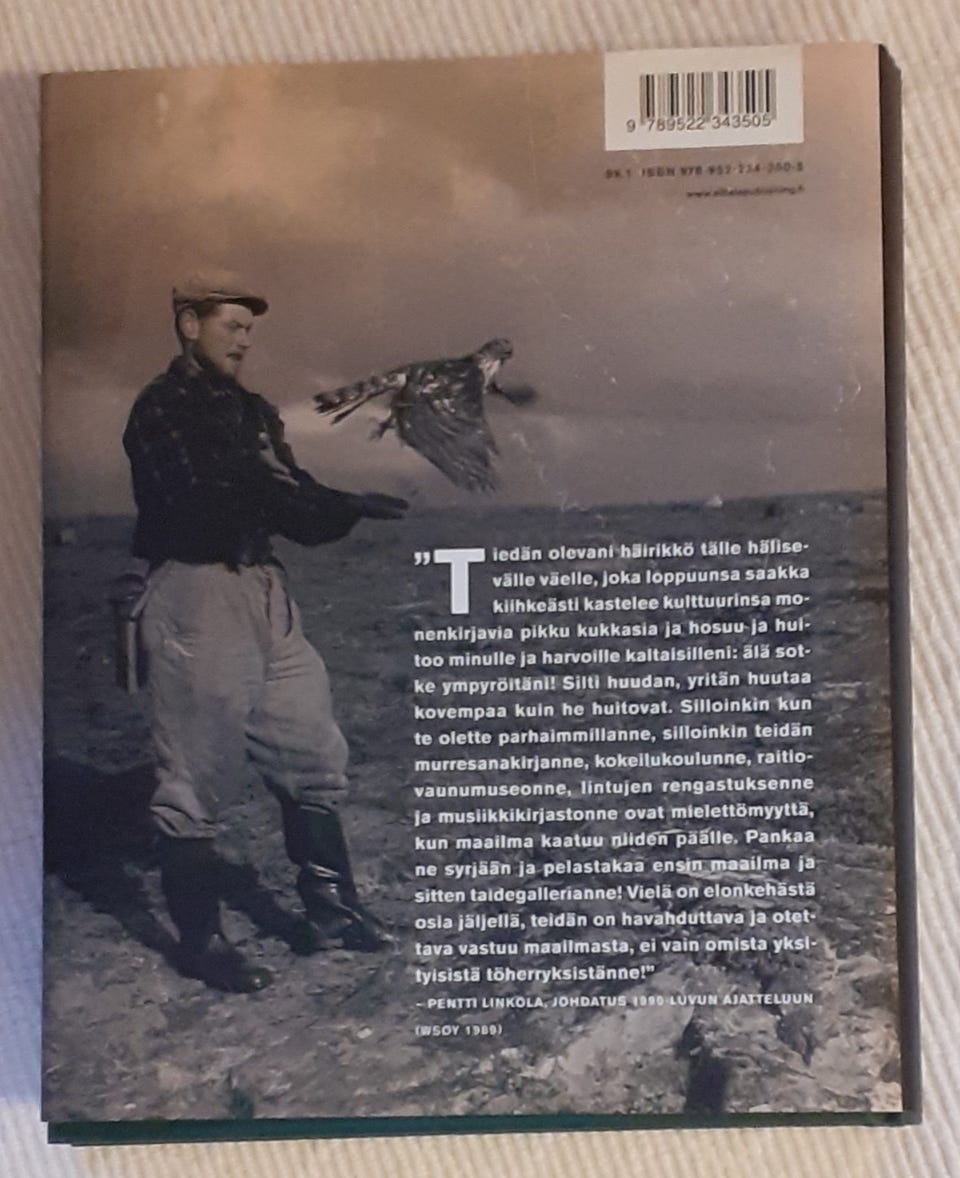 9 789522 343505
99.1 ISBN 978-952-234-350-5
www.siltalapublishing.fi
”Tiedän olevani häirikkö tälle hälise-
välle väelle, joka loppuunsa saakka
kiihkeästi kastelee kulttuurinsa mo-
nenkirjavia pikku kukkasia ja hosuu ja hui-
too minulle ja harvoille kaltaisilleni: älä sot-
ke ympyröitäni! Silti huudan, yritän huutaa
kovempaa kuin he huitovat. Silloinkin kun
te olette parhaimmillanne, silloinkin teidän
murresanakirjanne, kokeilukoulunne, raitio-
vaunumuseonne, lintujen rengastuksenne
ja musiikkikirjastonne ovat mielettömyyttä,
kun maailma kaatuu niiden päälle. Pankaa
ne syrjään ja pelastakaa ensin maailma ja
sitten taidegallerianne! Vielä on elonkehästä
osia jäljellä, teidän on havahduttava ja otet-
tava vastuu maailmasta, ei vain omista yksi-
tyisistä töherryksistänne!”
– PENTTI LINKOLA, JOHDATUS 1990-LUVUN AJATTELUUN
(WSOY 1989)